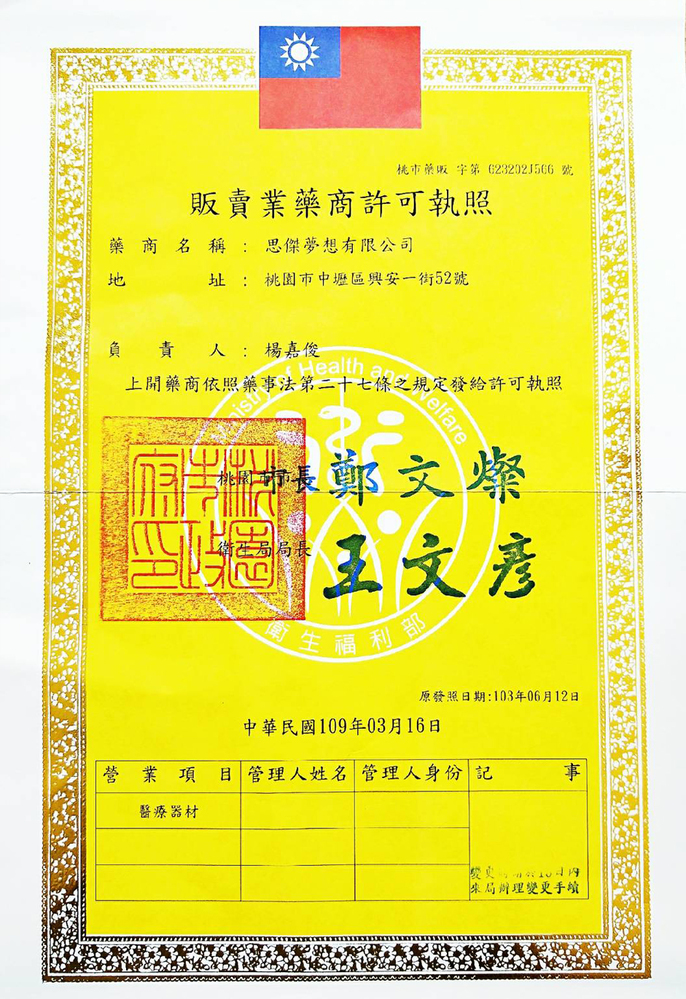 桃市藥販 字第 6232021566 號
販賣業藥商許可執照
藥商名稱：思傑夢想有限公司
地址：桃園市中壢區興安一街52號
負責人：楊嘉俊
Ministry of Health and Welfare
上開藥商依照藥事法第二十七條之規定發給許可執照
桃園市政府印
桃園市市長 鄭文燦
衛生局局長 王文彥
衛生福利部
原發照日期:103年06月12日
中華民國109年03月16日
營業項目 管理人姓名 管理人身份 記事
醫療器材
變更 10日內
來局辦理變更手續